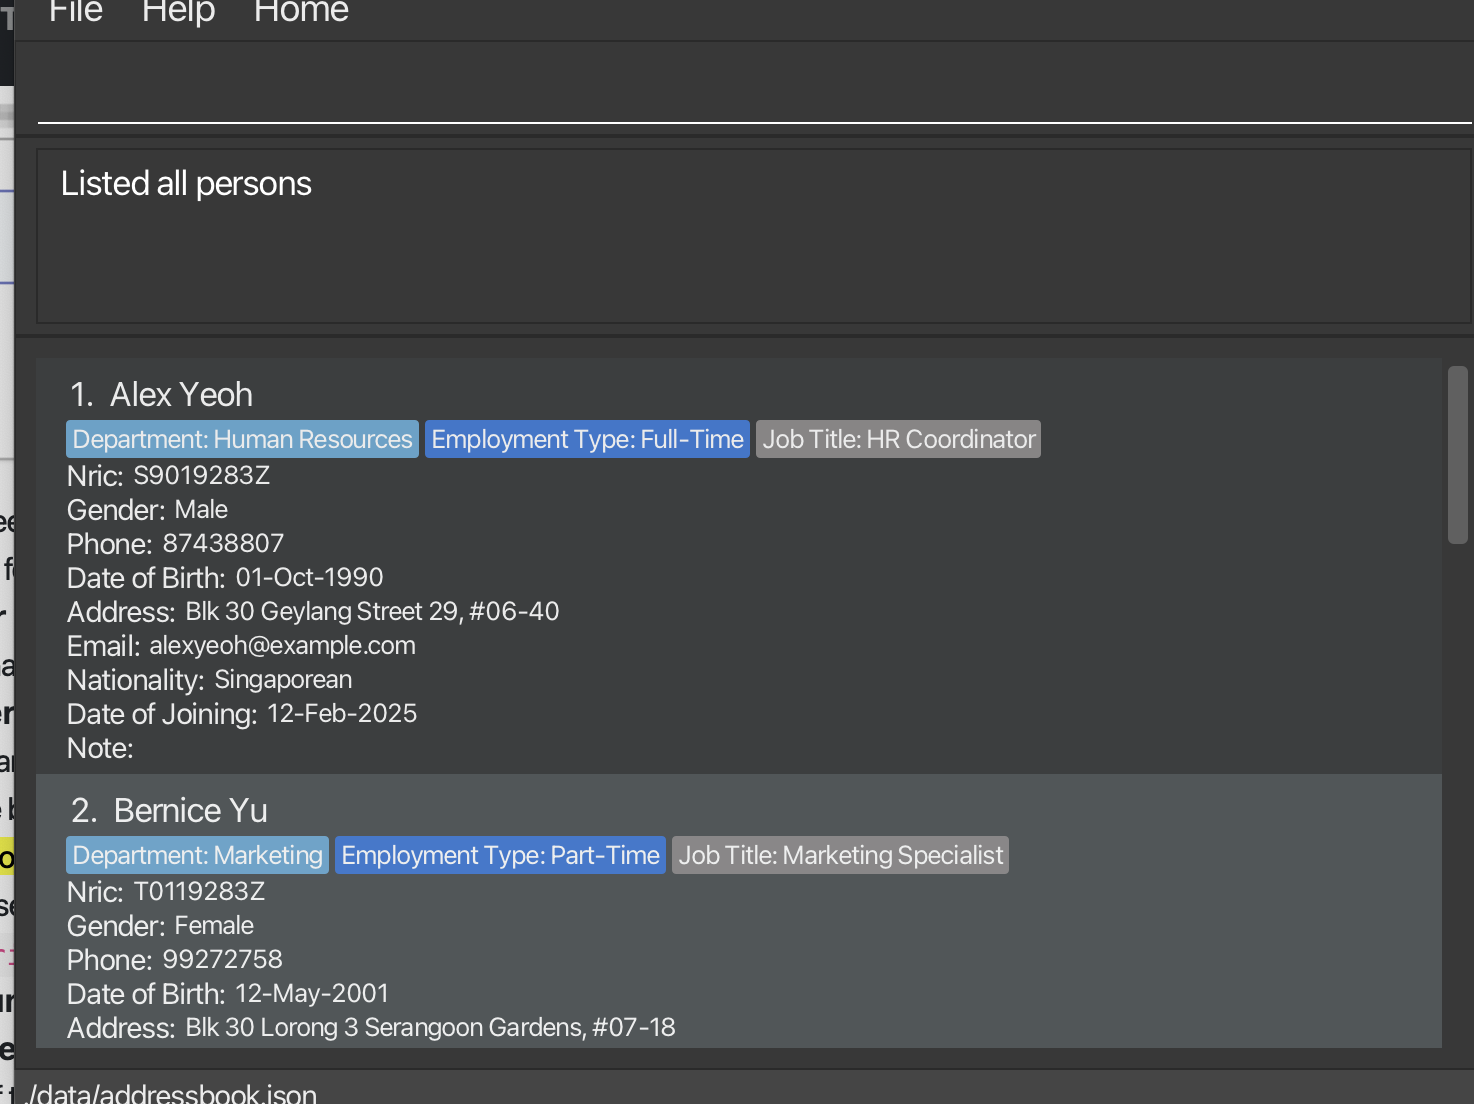 File Help Home
Listed all persons
1. Alex Yeoh
Department: Human Resources Employment Type: Full-Time Job Title: HR Coordinator
Nric: S9019283Z
Gender: Male
Phone: 87438807
Date of Birth: 01-Oct-1990
Address: Blk 30 Geylang Street 29, #06-40
Email: alexyeoh@example.com
Nationality: Singaporean
Date of Joining: 12-Feb-2025
Note:
2. Bernice Yu
Department: Marketing Employment Type: Part-Time Job Title: Marketing Specialist
Nric: T0119283Z
Gender: Female
Phone: 99272758
Date of Birth: 12-May-2001
Address: Blk 30 Lorong 3 Serangoon Gardens, #07-18
./data/addressbook.json